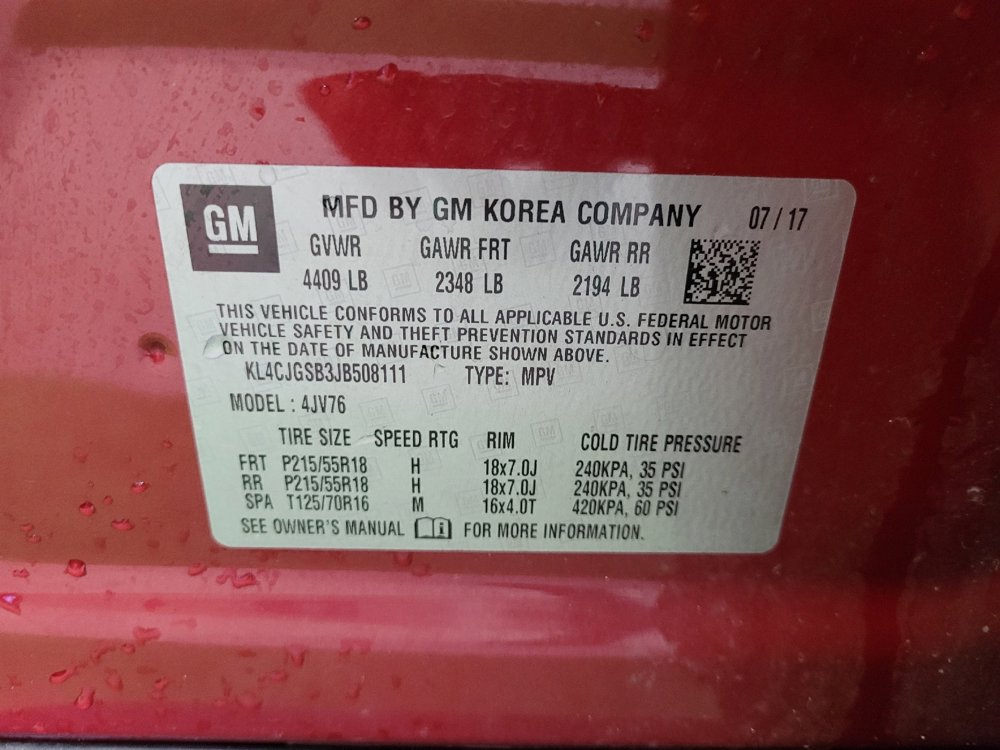 GM
MFD BY GM KOREA COMPANY 07 / 17
GVWR GAWR FRT GAWR RR
4409 LB 2348 LB 2194 LB
THIS VEHICLE CONFORMS TO ALL APPLICABLE U.S. FEDERAL MOTOR
VEHICLE SAFETY AND THEFT PREVENTION STANDARDS IN EFFECT
ON THE DATE OF MANUFACTURE SHOWN ABOVE.
KL4CJGSB3JB508111 TYPE: MPV
MODEL : 4JV76
TIRE SIZE SPEED RTG RIM COLD TIRE PRESSURE
FRT P215/55R18 H 18x7.0J 240KPA, 35 PSI
RR P215/55R18 H 18x7.0J 240KPA, 35 PSI
SPA T125/70R16 M 16x4.0T 420KPA, 60 PSI
SEE OWNER'S MANUAL i FOR MORE INFORMATION.